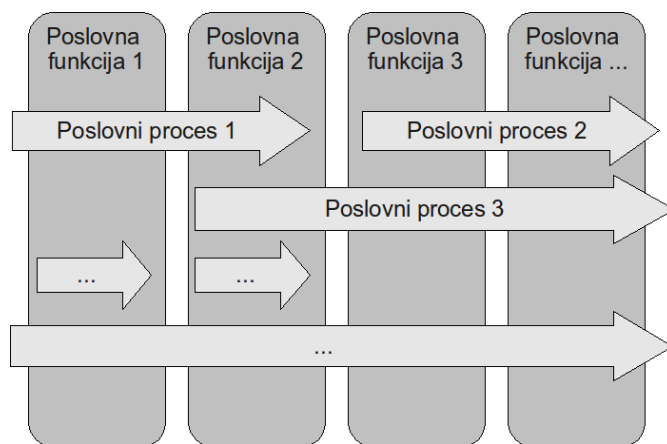 Poslovna
funkcija 1
Poslovna
funkcija 2
Poslovna
funkcija 3
Poslovna
funkcija ...
Poslovni proces 1
Poslovni proces 2
Poslovni proces 3
...
...
...